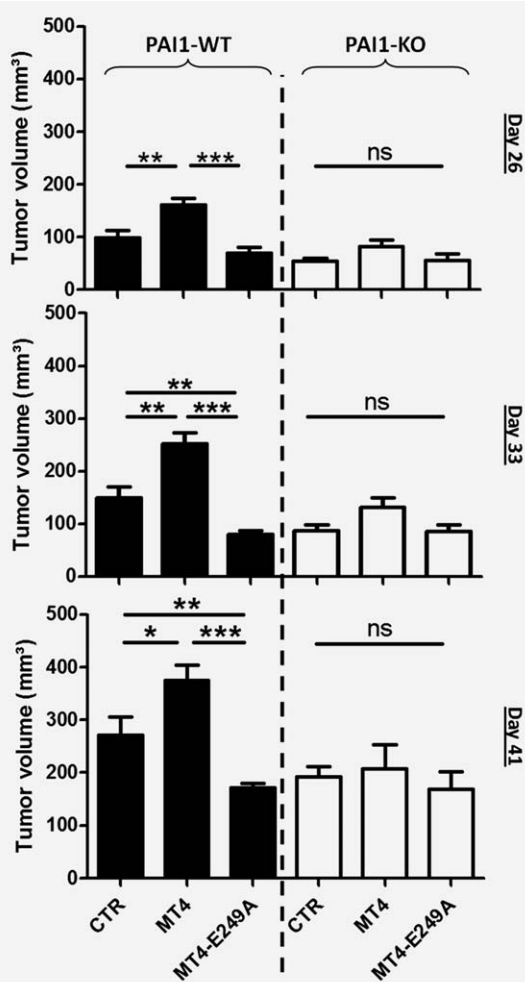 PAI1-WT PAI1-KO
500
400
300
200
100
0
Tumor volume (mm³)
** ***
ns
Day 26
500
400
300
200
100
0
Tumor volume (mm³)
**
** ***
ns
Day 33
500
400
300
200
100
0
Tumor volume (mm³)
**
* ***
ns
Day 41
CTR MT4 MT4-E249A CTR MT4 MT4-E249A